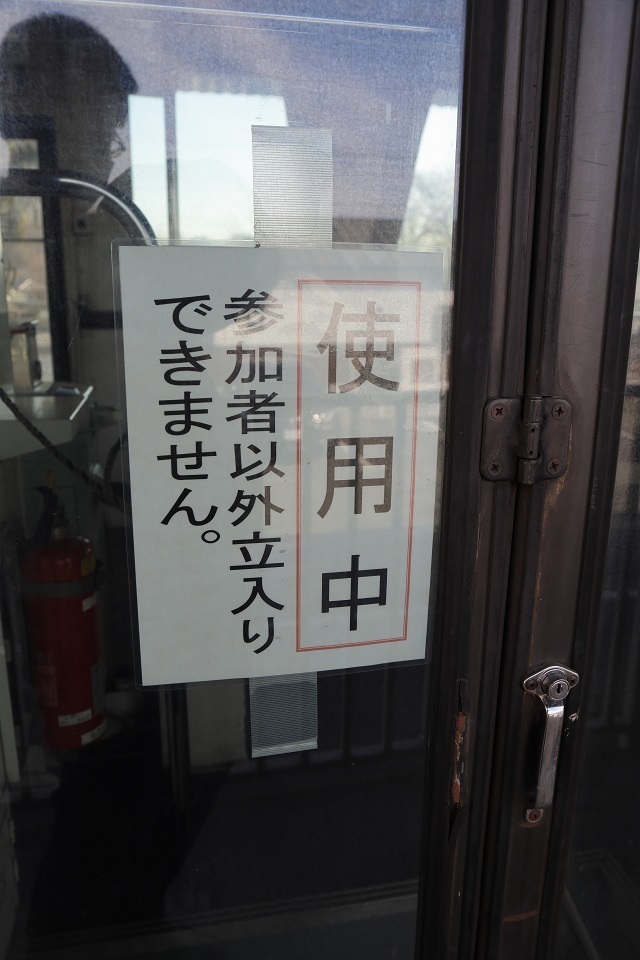 使用中
参加者以外立入り
できません。